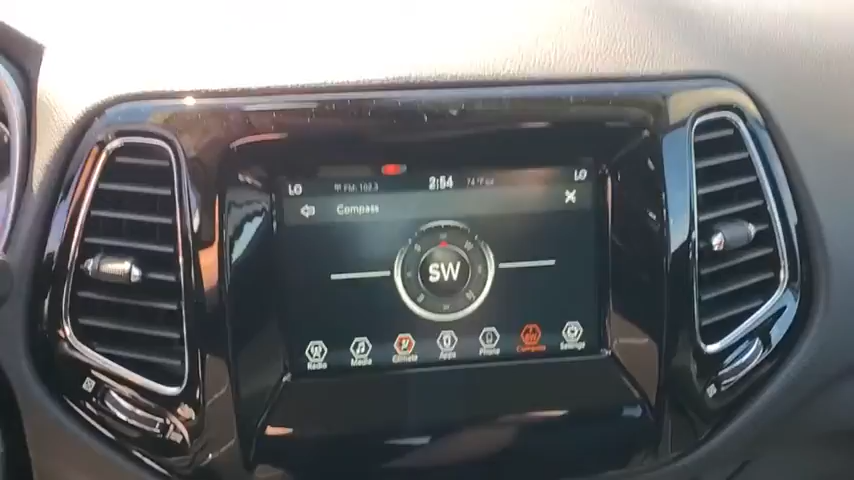 LO FM: 102.3 2:54 74°F LO
Compass
SW
Radio Media Climate Apps Phone Compass Settings